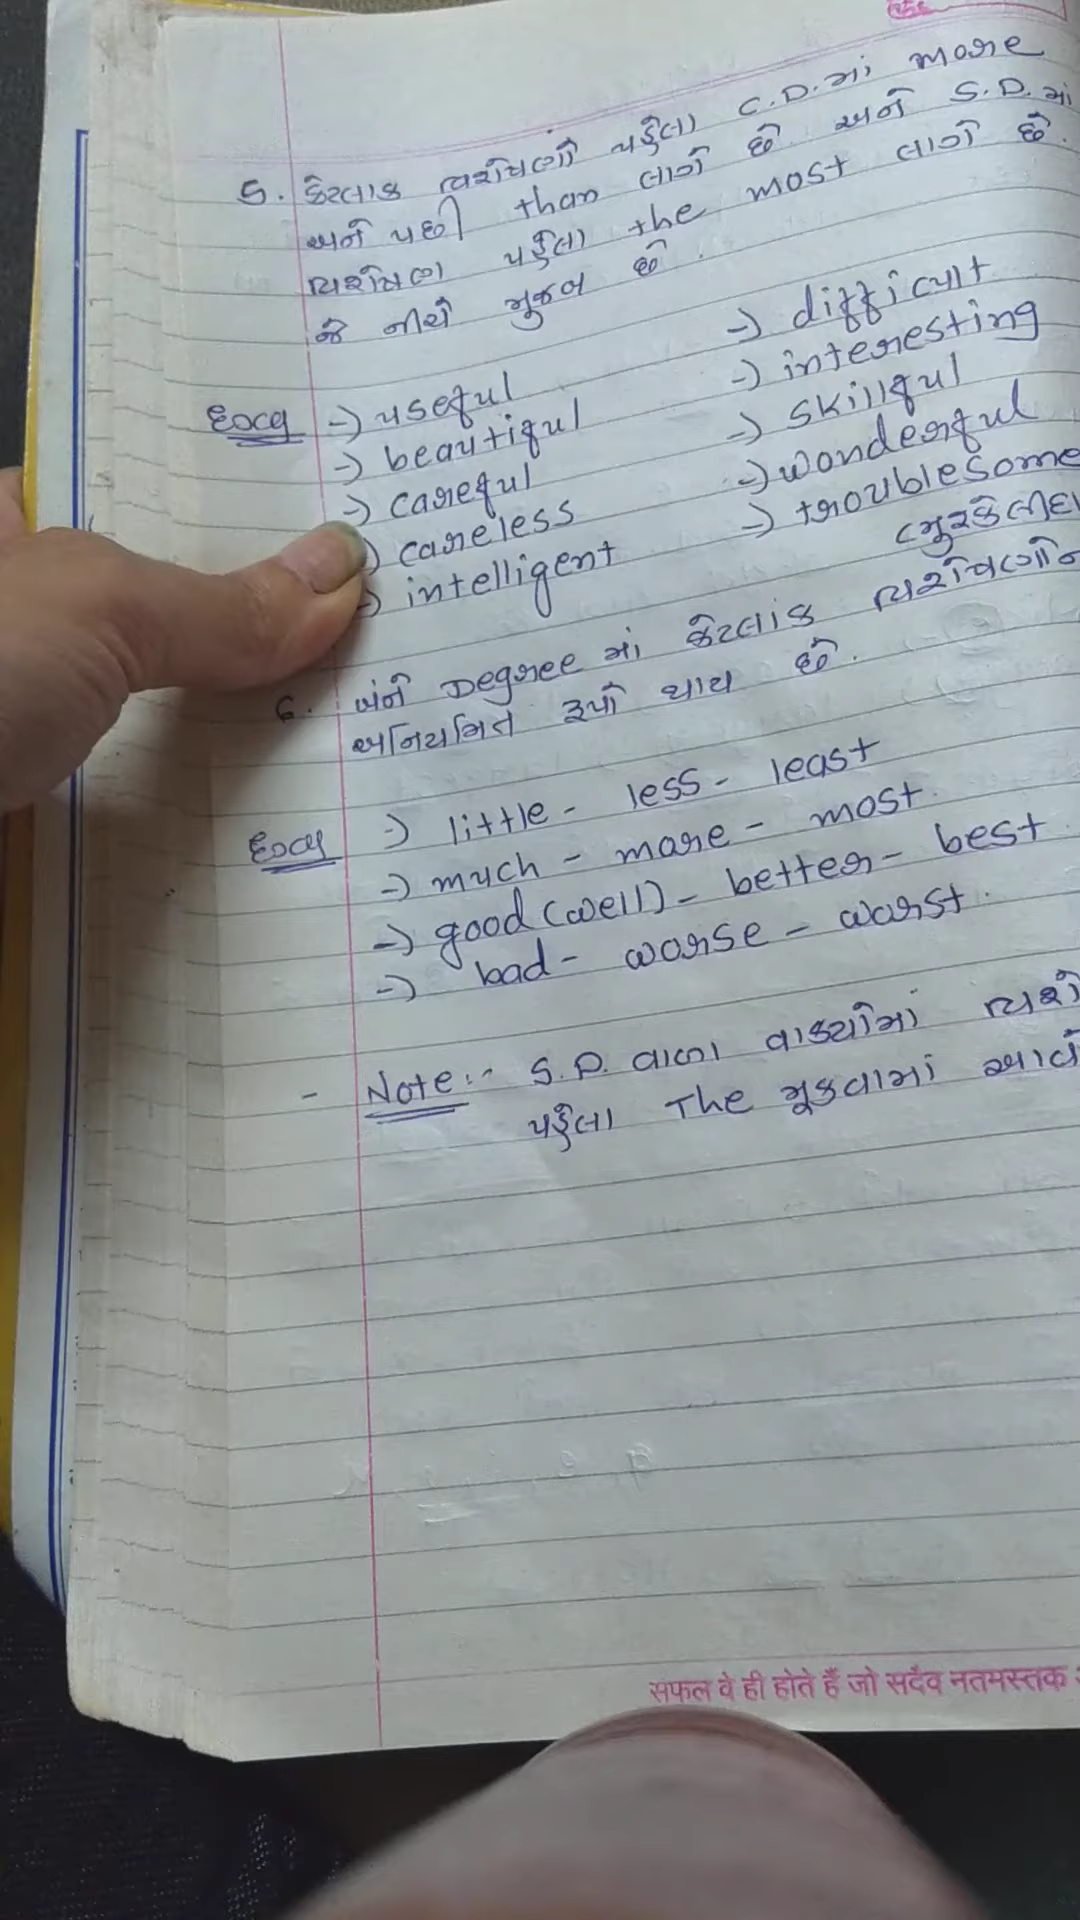 5. કેટલાક વિશેષણો પહેલા C.D.માં more
અને પછી than લાગે છે અને S.D.માં
વિશેષણ પહેલા the most લાગે છે.
જે નીચે મુજબ છે.
Exa → useful → difficult
→ beautiful → interesting
→ careful → skillful
→ careless → wonderful
→ intelligent → troublesome
6. બંને Degree માં કેટલાક
અનિયમિત રૂપો થાય છે.
Exa → little - less - least
→ much - more - most.
→ good (well) - better - best
→ bad - worse - worst.
- Note :- S.D. વાળા વાક્યોમાં
પહેલા The મૂકવામાં
सफल वे ही होते हैं जो सदैव नतमस्तक